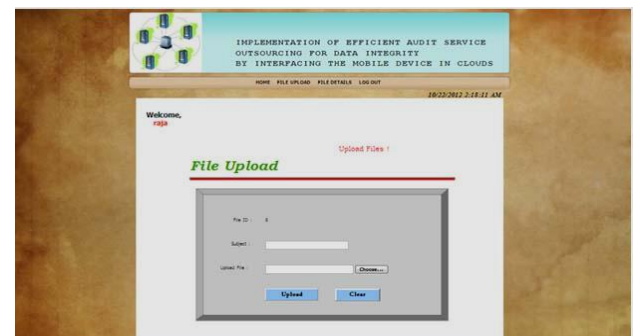 IMPLEMENTATION OF EFFICIENT AUDIT SERVICE
OUTSOURCING FOR DATA INTEGRITY
BY INTERFACING THE MOBILE DEVICE IN CLOUDS
HOME FILE UPLOAD FILE DETAILS LOG OUT
10/22/2012 2:18:11 AM
Welcome,
raja
Upload Files !
File Upload
File ID :
Subject :
Upload File :
Choose...
Upload Clear